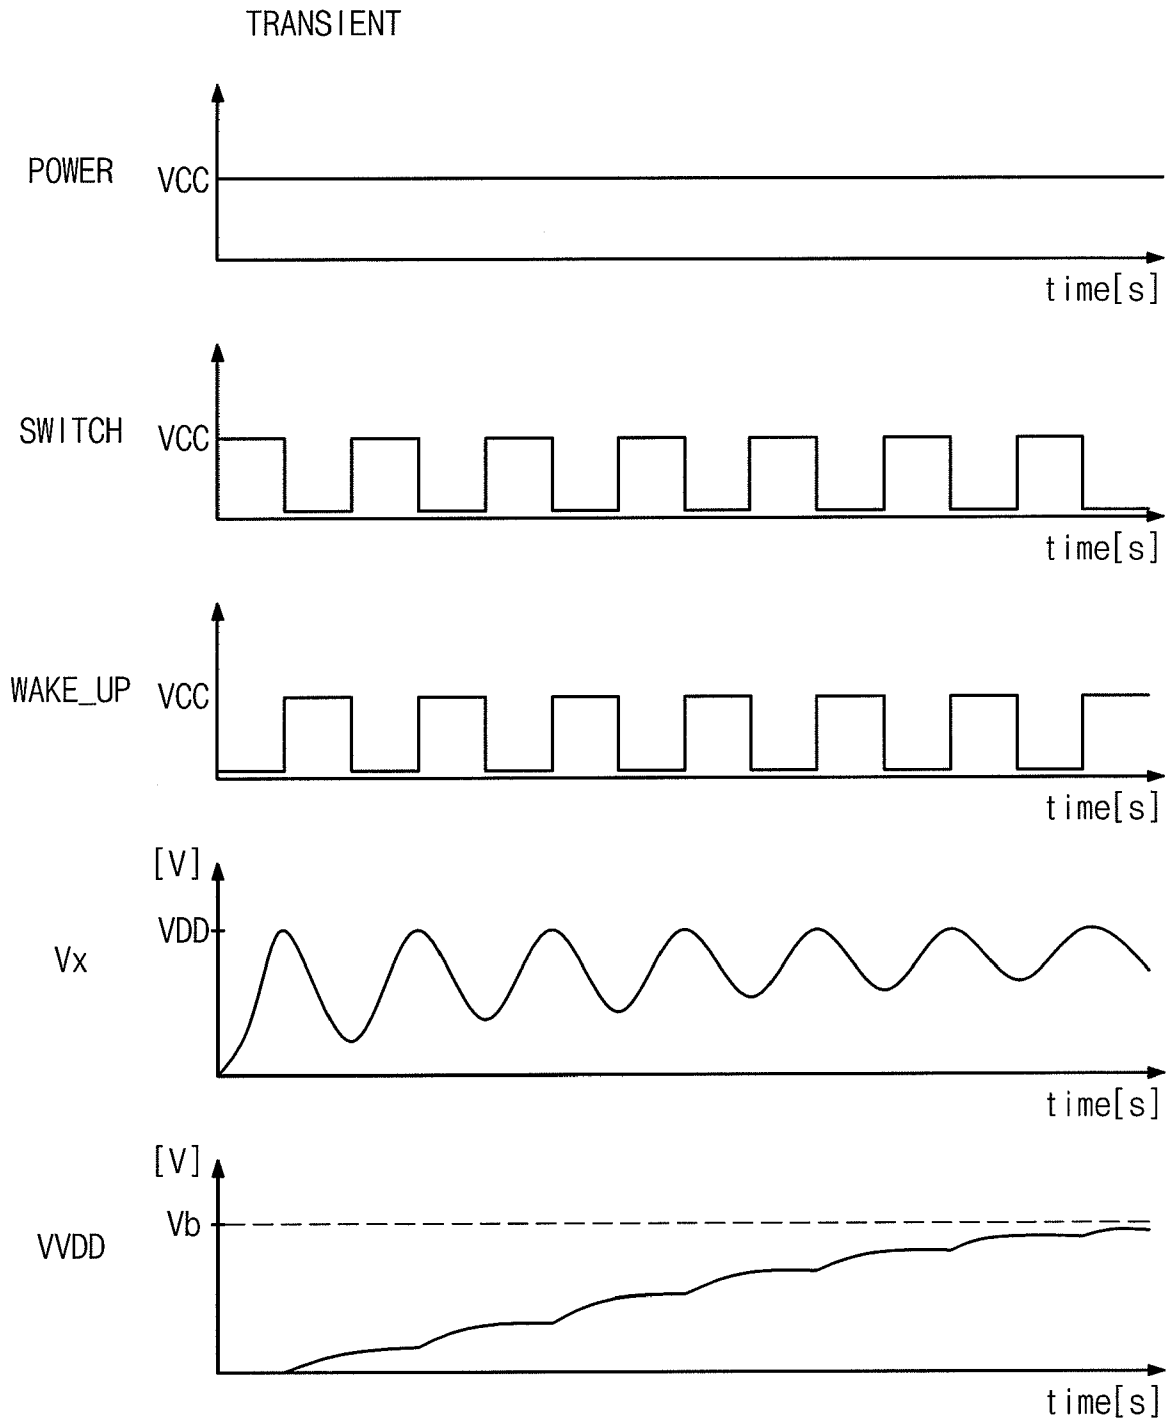 TRANSIENT
POWER VCC
time[s]
SWITCH VCC
time[s]
WAKE_UP VCC
time[s]
[V]
VDD
Vx
time[s]
[V]
Vb
VVDD
time[s]